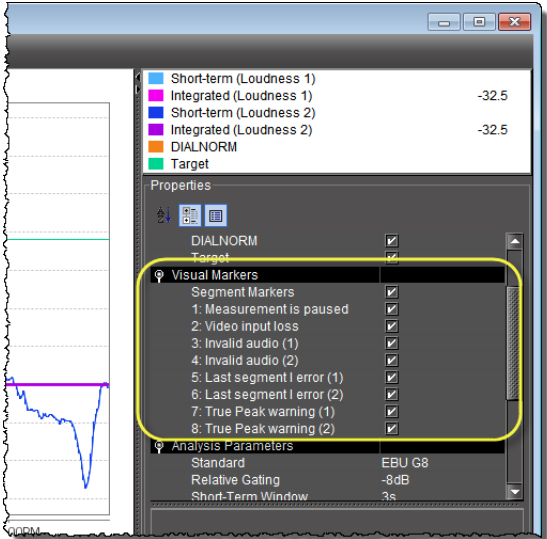 Short-term (Loudness 1)
Integrated (Loudness 1) -32.5
Short-term (Loudness 2)
Integrated (Loudness 2) -32.5
DIALNORM
Target
Properties
DIALNORM
Target
Visual Markers
Segment Markers
1: Measurement is paused
2: Video input loss
3: Invalid audio (1)
4: Invalid audio (2)
5: Last segment I error (1)
6: Last segment I error (2)
7: True Peak warning (1)
8: True Peak warning (2)
Analysis Parameters
Standard EBU G8
Relative Gating -8dB
Short-Term Window 3s